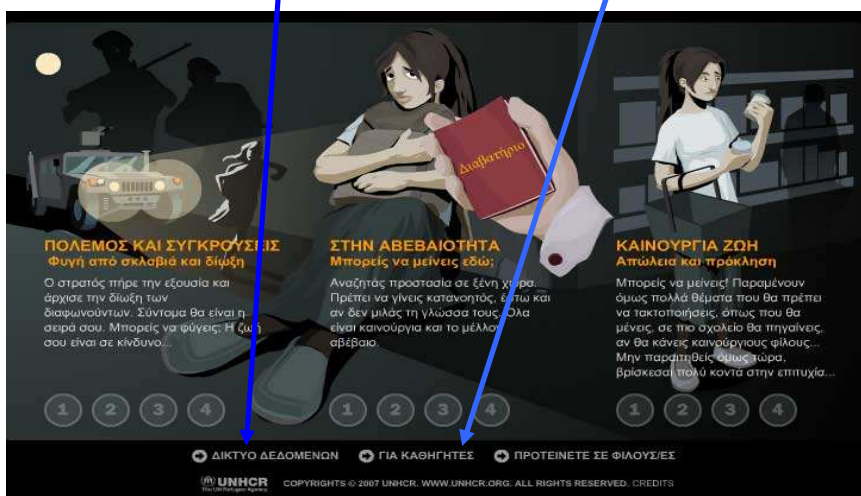 Διαβατήριο
ΠΟΛΕΜΟΣ ΚΑΙ ΣΥΓΚΡΟΥΣΕΙΣ
Φυγή από σκλαβιά και δίωξη
Ο στρατός πήρε την εξουσία και
άρχισε την δίωξη των
διαφωνούντων. Σύντομα θα είναι η
σειρά σου. Μπορείς να φύγεις; Η ζωή
σου είναι σε κίνδυνο...
1 2 3 4
ΣΤΗΝ ΑΒΕΒΑΙΟΤΗΤΑ
Μπορείς να μείνεις εδώ;
Αναζητάς προστασία σε ξένη χώρα.
Πρέπει να γίνεις κατανοητός, έστω και
αν δεν μιλάς τη γλώσσα τους. Όλα
είναι καινούργια και το μέλλον
αβέβαιο.
1 2 3 4
ΚΑΙΝΟΥΡΓΙΑ ΖΩΗ
Απώλεια και πρόκληση
Μπορείς να μείνεις! Παραμένουν
όμως πολλά θέματα που θα πρέπει
να τακτοποιήσεις, όπως που θα
μένεις, σε πιο σχολείο θα πηγαίνεις,
αν θα κάνεις καινούργιους φίλους...
Μην παραιτηθείς όμως τώρα,
βρίσκεσαι πολύ κοντά στην επιτυχία...
1 2 3 4
ΔΙΚΤΥΟ ΔΕΔΟΜΕΝΩΝ ΓΙΑ ΚΑΘΗΓΗΤΕΣ ΠΡΟΤΕΙΝΕΤΕ ΣΕ ΦΙΛΟΥΣ/ΕΣ
UNHCR
The UN Refugee Agency
COPYRIGHTS © 2007 UNHCR. WWW.UNHCR.ORG. ALL RIGHTS RESERVED. CREDITS